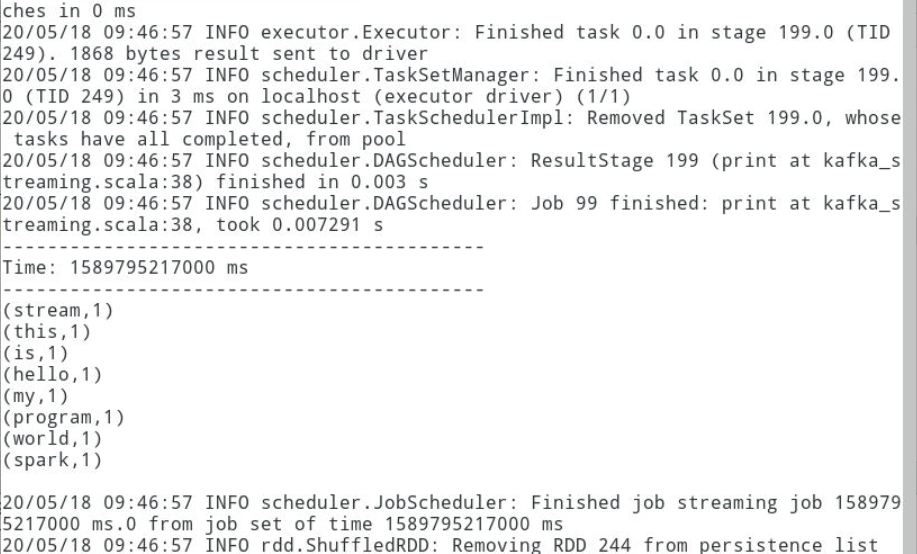 ches in 0 ms
20/05/18 09:46:57 INFO executor.Executor: Finished task 0.0 in stage 199.0 (TID
249). 1868 bytes result sent to driver
20/05/18 09:46:57 INFO scheduler.TaskSetManager: Finished task 0.0 in stage 199.
0 (TID 249) in 3 ms on localhost (executor driver) (1/1)
20/05/18 09:46:57 INFO scheduler.TaskSchedulerImpl: Removed TaskSet 199.0, whose
 tasks have all completed, from pool
20/05/18 09:46:57 INFO scheduler.DAGScheduler: ResultStage 199 (print at kafka_s
treaming.scala:38) finished in 0.003 s
20/05/18 09:46:57 INFO scheduler.DAGScheduler: Job 99 finished: print at kafka_s
treaming.scala:38, took 0.007291 s
-------------------------------------------
Time: 1589795217000 ms
-------------------------------------------
(stream,1)
(this,1)
(is,1)
(hello,1)
(my,1)
(program,1)
(world,1)
(spark,1)

20/05/18 09:46:57 INFO scheduler.JobScheduler: Finished job streaming job 158979
5217000 ms.0 from job set of time 1589795217000 ms
20/05/18 09:46:57 INFO rdd.ShuffledRDD: Removing RDD 244 from persistence list